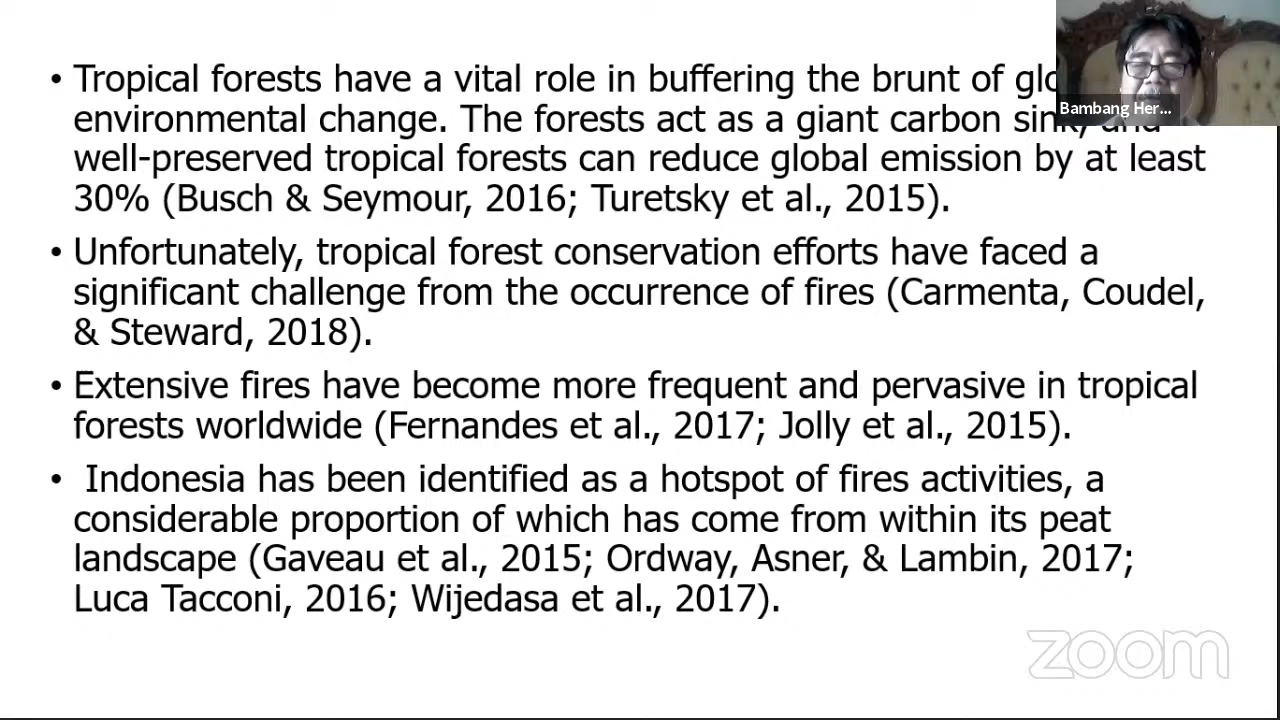 • Tropical forests have a vital role in buffering the brunt of glo
environmental change. The forests act as a giant carbon sink, and
well-preserved tropical forests can reduce global emission by at least
30% (Busch & Seymour, 2016; Turetsky et al., 2015).
• Unfortunately, tropical forest conservation efforts have faced a
significant challenge from the occurrence of fires (Carmenta, Coudel,
& Steward, 2018).
• Extensive fires have become more frequent and pervasive in tropical
forests worldwide (Fernandes et al., 2017; Jolly et al., 2015).
• Indonesia has been identified as a hotspot of fires activities, a
considerable proportion of which has come from within its peat
landscape (Gaveau et al., 2015; Ordway, Asner, & Lambin, 2017;
Luca Tacconi, 2016; Wijedasa et al., 2017).
Bambang Her...
zoom